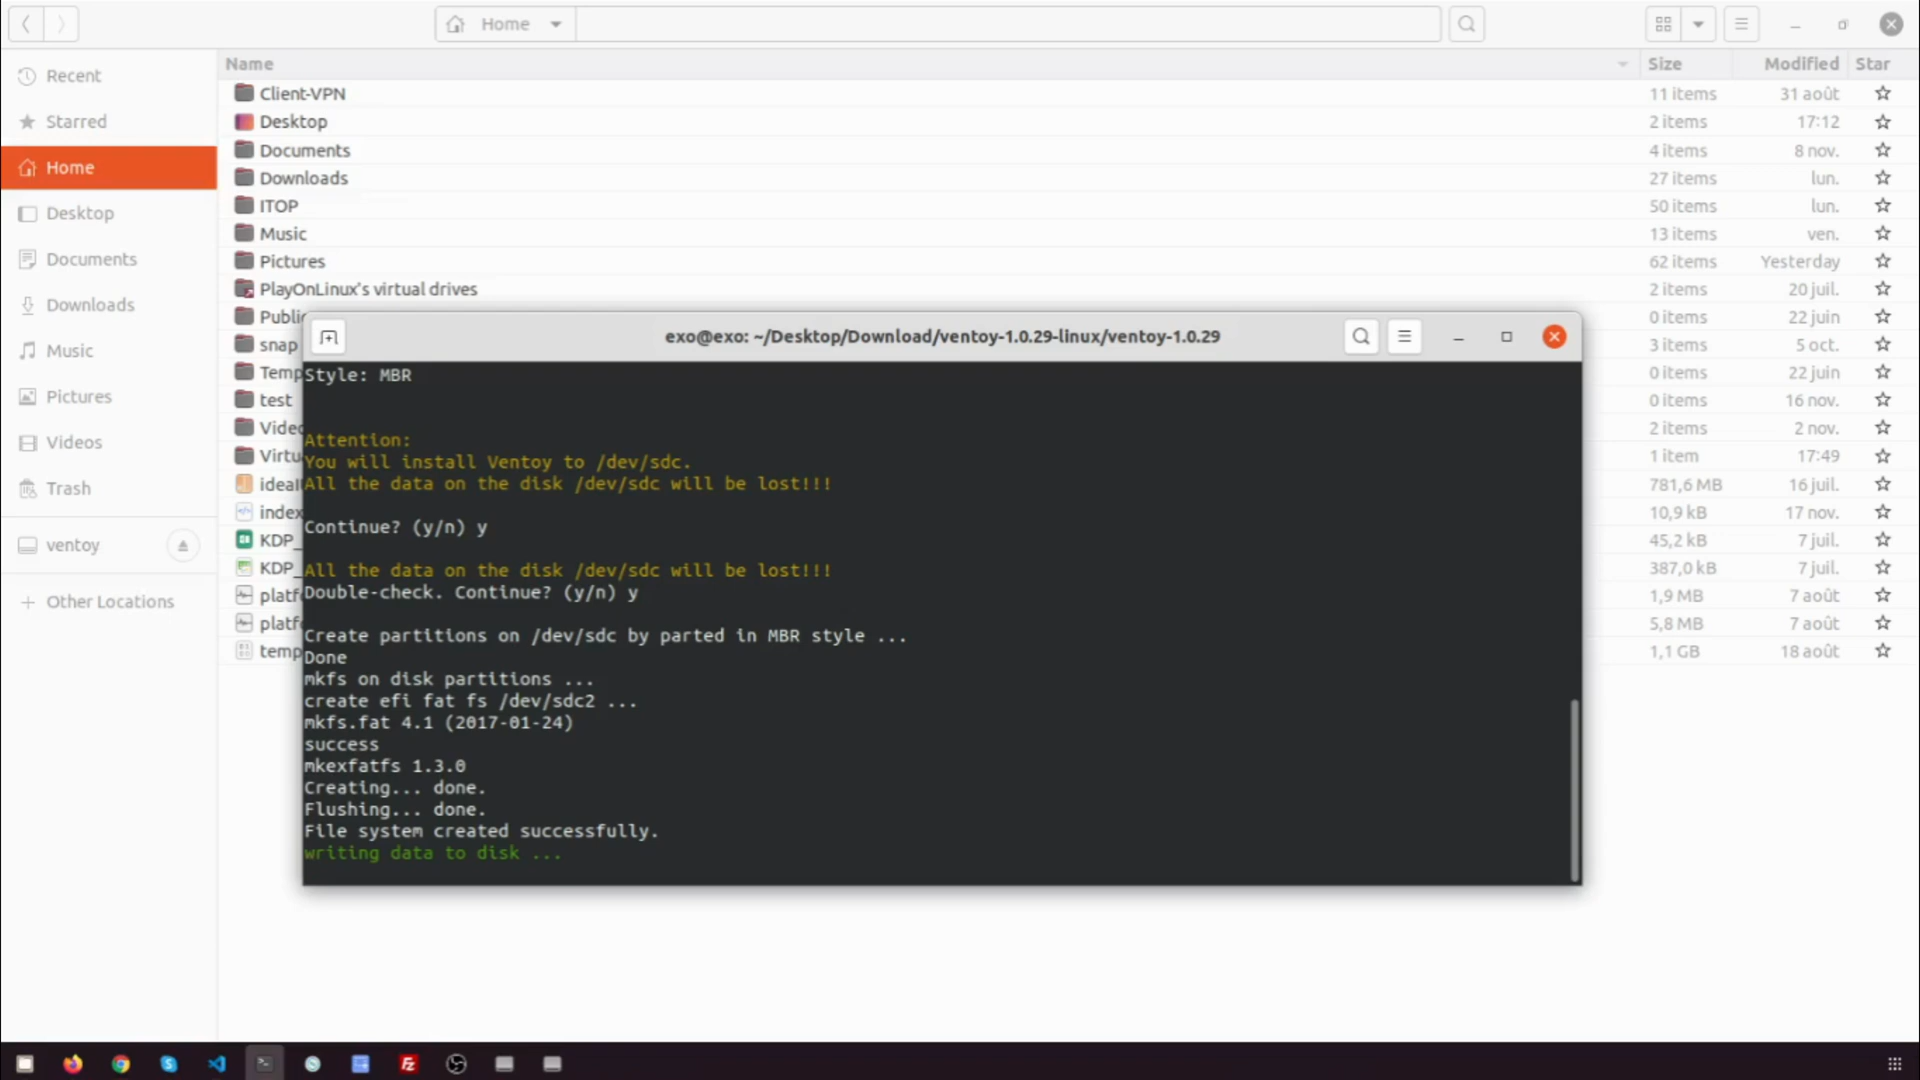 Home
Name Size Modified Star
Recent
Starred
Home
Desktop
Documents
Downloads
Music
Pictures
Videos
Trash
ventoy
Other Locations
Client-VPN 11 items 31 août
Desktop 2 items 17:12
Documents 4 items 8 nov.
Downloads 27 items lun.
ITOP 50 items lun.
Music 13 items ven.
Pictures 62 items Yesterday
PlayOnLinux's virtual drives 2 items 20 juil.
Public 0 items 22 juin
snap 3 items 5 oct.
Temp 0 items 22 juin
test 0 items 16 nov.
Video 2 items 2 nov.
Virtu 1 item 17:49
ideaI 781,6 MB 16 juil.
index 10,9 kB 17 nov.
KDP_ 45,2 kB 7 juil.
KDP_ 387,0 kB 7 juil.
platf 1,9 MB 7 août
platf 5,8 MB 7 août
temp 1,1 GB 18 août
exo@exo: ~/Desktop/Download/ventoy-1.0.29-linux/ventoy-1.0.29
Style: MBR
Attention:
You will install Ventoy to /dev/sdc.
All the data on the disk /dev/sdc will be lost!!!
Continue? (y/n) y
All the data on the disk /dev/sdc will be lost!!!
Double-check. Continue? (y/n) y
Create partitions on /dev/sdc by parted in MBR style ...
Done
mkfs on disk partitions ...
create efi fat fs /dev/sdc2 ...
mkfs.fat 4.1 (2017-01-24)
success
mkexfatfs 1.3.0
Creating... done.
Flushing... done.
File system created successfully.
writing data to disk ...